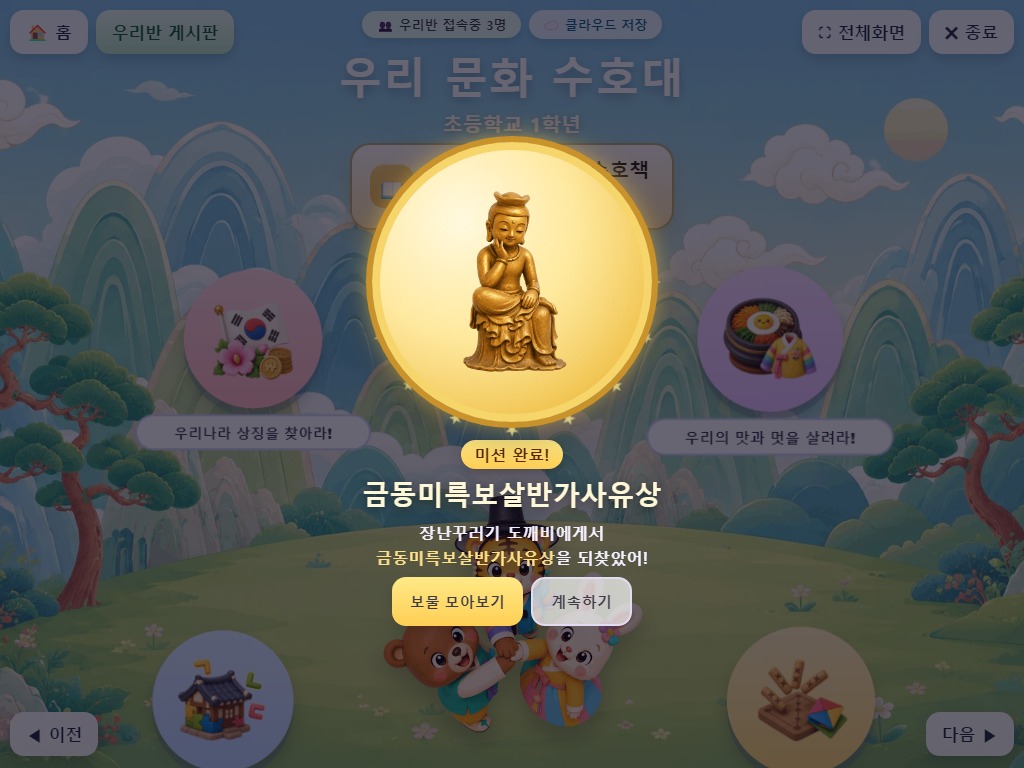 홈
우리반 게시판
우리반 접속중 3명
클라우드 저장
전체화면
종료
우리 문화 수호대
초등학교 1학년
수호책
우리나라 상징을 찾아라!
우리의 맛과 멋을 살려라!
미션 완료!
금동미륵보살반가사유상
장난꾸러기 도깨비에게서
금동미륵보살반가사유상을 되찾았어!
보물 모아보기
계속하기
◀ 이전
다음 ▶